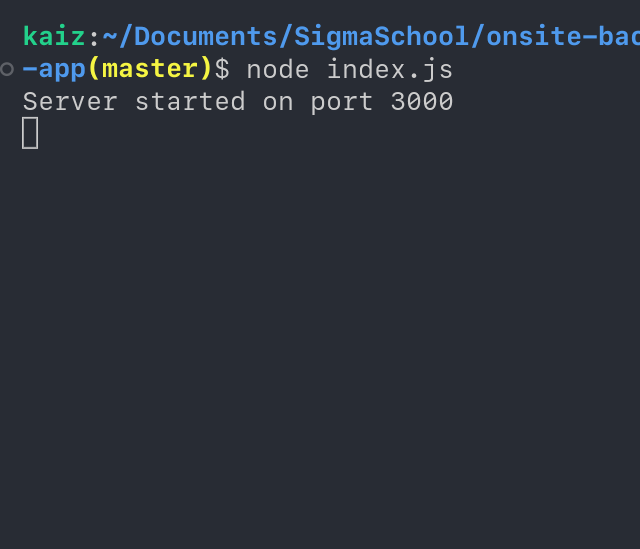 kaiz:~/Documents/SigmaSchool/onsite-bac
-app(master)$ node index.js
Server started on port 3000